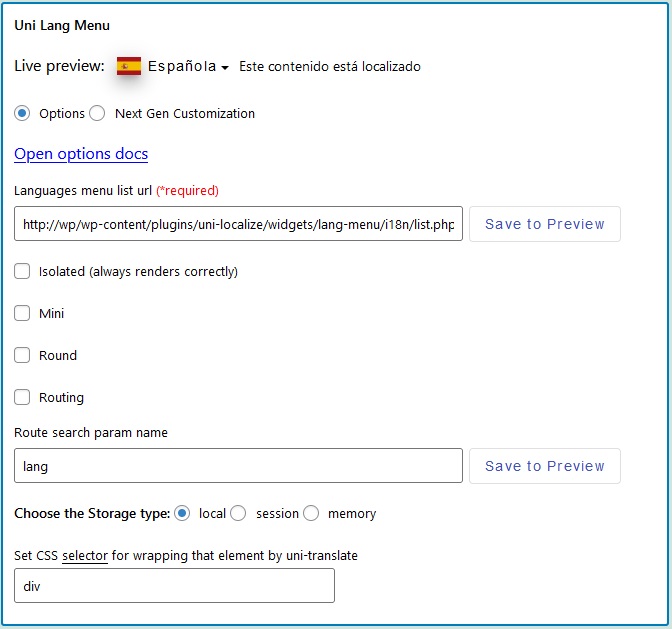 Uni Lang Menu
Live preview: Española Este contenido está localizado
Options Next Gen Customization
Open options docs
Languages menu list url (*required)
http://wp/wp-content/plugins/uni-localize/widgets/lang-menu/i18n/list.php Save to Preview
Isolated (always renders correctly)
Mini
Round
Routing
Route search param name
lang Save to Preview
Choose the Storage type: local session memory
Set CSS selector for wrapping that element by uni-translate
div